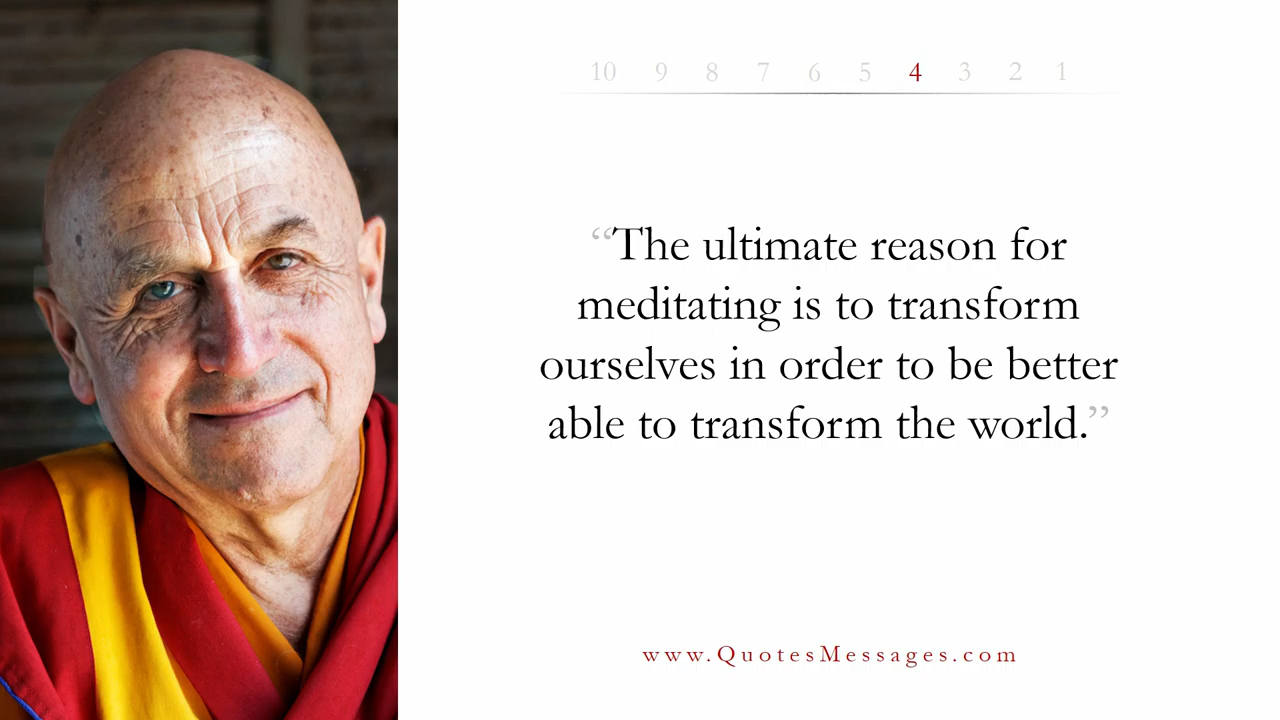 10 9 8 7 6 5 4 3 2 1
“The ultimate reason for
meditating is to transform
ourselves in order to be better
able to transform the world.”
www.QuotesMessages.com